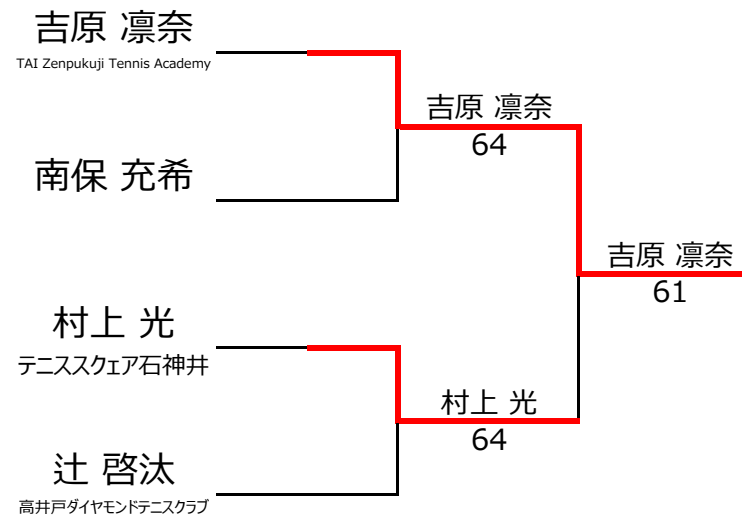 吉原 凛奈
TAI Zenpukuji Tennis Academy
吉原 凛奈
64
南保 充希
吉原 凛奈
61
村上 光
テニススクェア石神井
村上 光
64
辻 啓汰
高井戸ダイヤモンドテニスクラブ